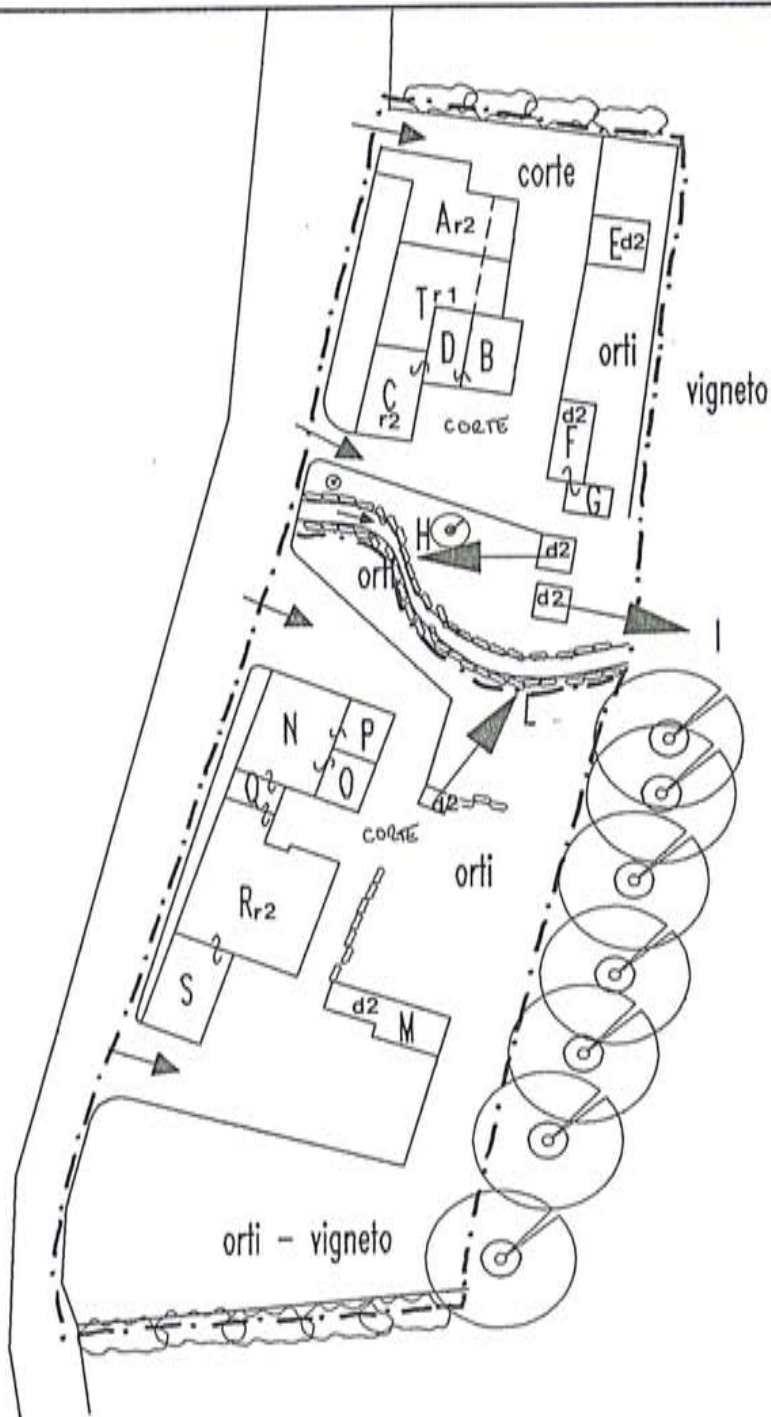 corte
Ar2
Ed2
Tr1
orti
D
B
vigneto
C
r2
CORTE
d2
F
G
H
d2
orti
d2
I
L
N
P
O
Q
d2
CORTE
orti
Rr2
S
d2
M
orti - vigneto